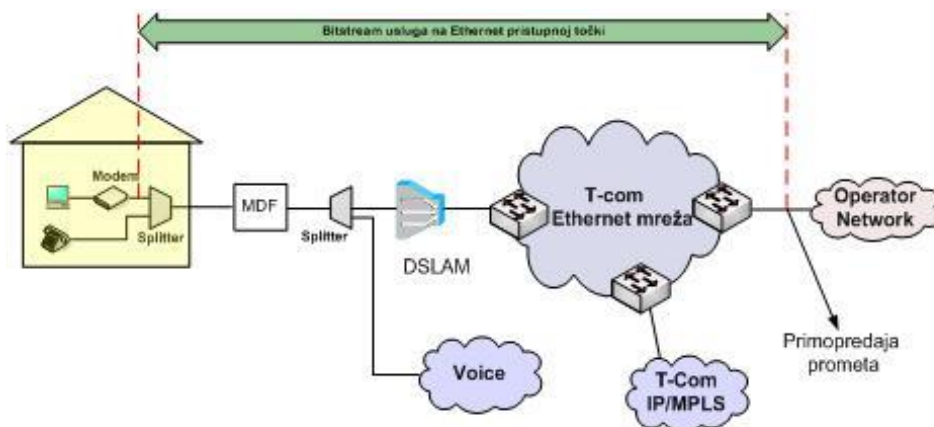 Bitstream usluga na Ethernet pristupnoj točki
Modem
Splitter
MDF
Splitter
DSLAM
T-com
Ethernet mreža
Operator
Network
Primopredaja
prometa
Voice
T-Com
IP/MPLS